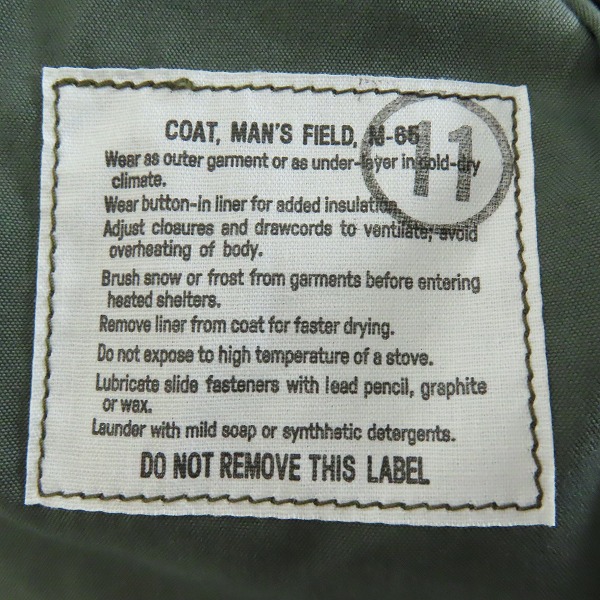 COAT, MAN'S FIELD, M-65
11
Wear as outer garment or as under-layer in cold-dry
climate.
Wear button-in liner for added insulation
Adjust closures and drawcords to ventilate; avoid
overheating of body.
Brush snow or frost from garments before entering
heated shelters.
Remove liner from coat for faster drying.
Do not expose to high temperature of a stove.
Lubricate slide fasteners with lead pencil, graphite
or wax.
Launder with mild soap or synthhetic detergents.
DO NOT REMOVE THIS LABEL